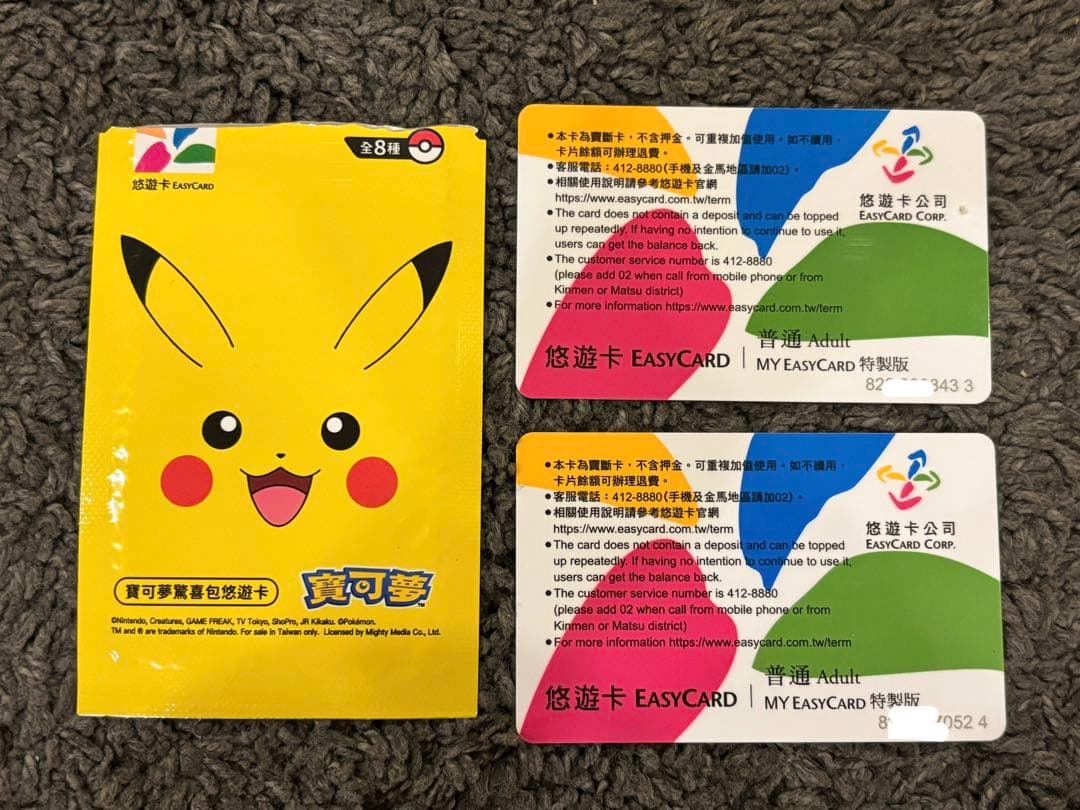 全8種
悠遊卡 EASYCARD
寶可夢驚喜包悠遊卡
寶可夢™
©Nintendo, Creatures, GAME FREAK, TV Tokyo, ShoPro, JR Kikaku. ©Pokémon.
TM and ® are trademarks of Nintendo. For sale in Taiwan only. Licensed by Mighty Media Co., Ltd.
●本卡為賣斷卡,不含押金。可重複加值使用。如不續用,
卡片餘額可辦理退費。
●客服電話:412-8880(手機及金馬地區請加02)。
●相關使用說明請參考悠遊卡官網
https://www.easycard.com.tw/term
●The card does not contain a deposit and can be topped
up repeatedly. If having no intention to continue to use it,
users can get the balance back.
●The customer service number is 412-8880
(please add 02 when call from mobile phone or from
Kinmen or Matsu district)
●For more information https://www.easycard.com.tw/term
悠遊卡公司
EASYCARD CORP.
悠遊卡 EASYCARD
普通 Adult
MY EASYCARD 特製版
82 843 3
●本卡為賣斷卡,不含押金。可重複加值使用。如不續用,
卡片餘額可辦理退費。
●客服電話:412-8880(手機及金馬地區請加02)。
●相關使用說明請參考悠遊卡官網
https://www.easycard.com.tw/term
●The card does not contain a deposit and can be topped
up repeatedly. If having no intention to continue to use it,
users can get the balance back.
●The customer service number is 412-8880
(please add 02 when call from mobile phone or from
Kinmen or Matsu district)
●For more information https://www.easycard.com.tw/term
悠遊卡公司
EASYCARD CORP.
悠遊卡 EASYCARD
普通 Adult
MY EASYCARD 特製版
8 7052 4